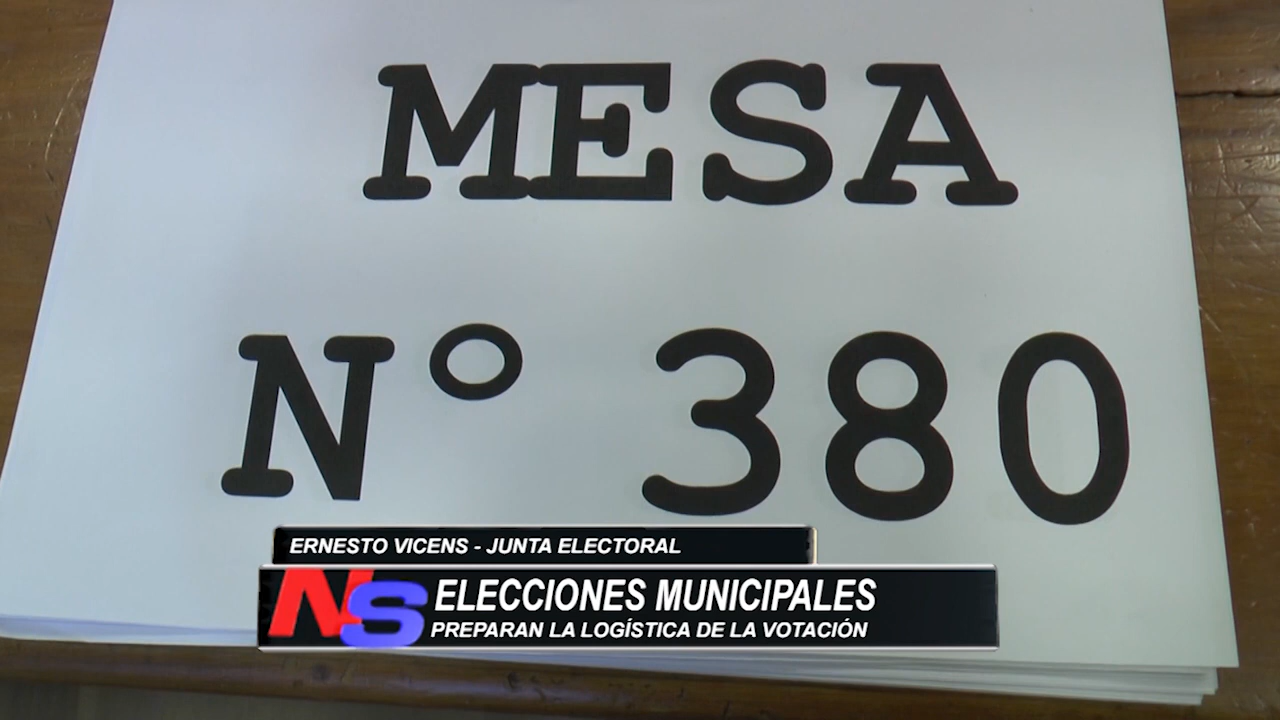 MESA
N° 380
ERNESTO VICENS - JUNTA ELECTORAL
NS
ELECCIONES MUNICIPALES
PREPARAN LA LOGÍSTICA DE LA VOTACIÓN